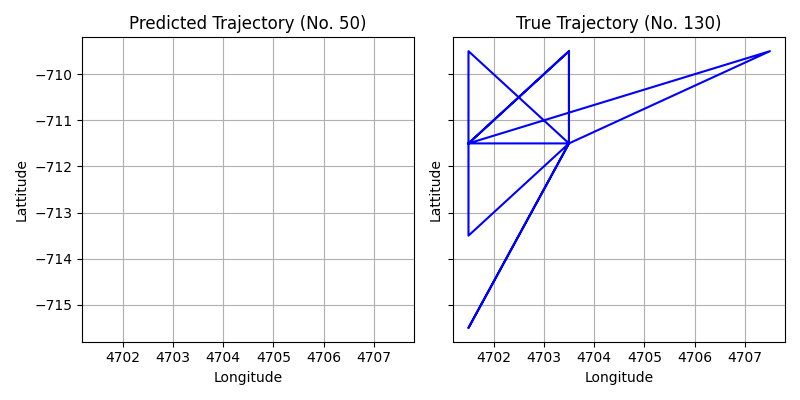 Predicted Trajectory (No. 50)
True Trajectory (No. 130)
−710
−711
−712
−713
−714
−715
Lattitude
Lattitude
4702 4703 4704 4705 4706 4707
4702 4703 4704 4705 4706 4707
Longitude
Longitude